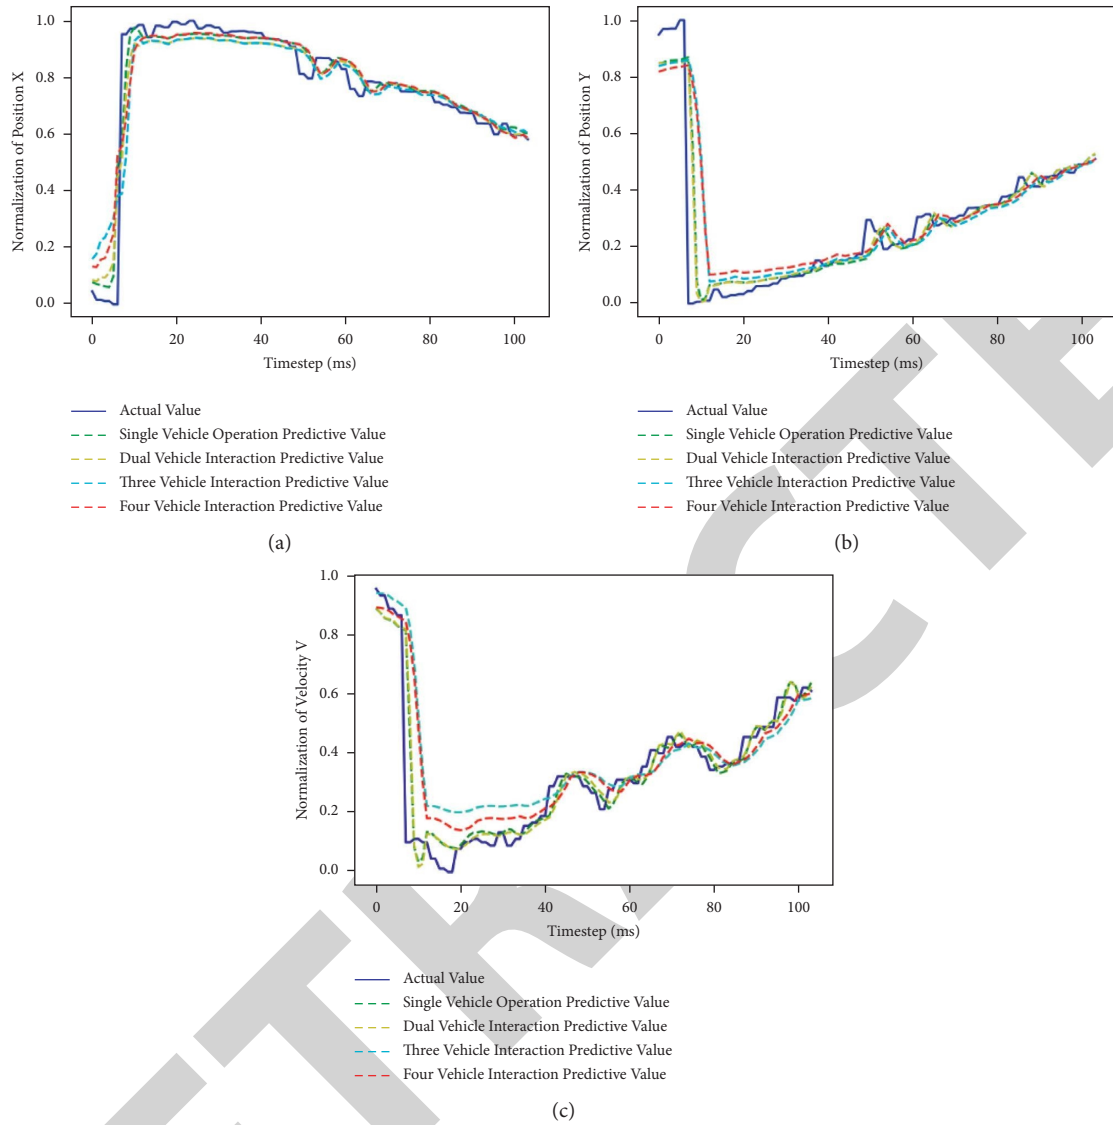 1.0
0.8
0.6
0.4
0.2
0.0
Normalization of Position X
0 20 40 60 80 100
Timestep (ms)
Actual Value
Single Vehicle Operation Predictive Value
Dual Vehicle Interaction Predictive Value
Three Vehicle Interaction Predictive Value
Four Vehicle Interaction Predictive Value
(a)
1.0
0.8
0.6
0.4
0.2
0.0
Normalization of Position Y
0 20 40 60 80 100
Timestep (ms)
Actual Value
Single Vehicle Operation Predictive Value
Dual Vehicle Interaction Predictive Value
Three Vehicle Interaction Predictive Value
Four Vehicle Interaction Predictive Value
(b)
1.0
0.8
0.6
0.4
0.2
0.0
Normalization of Velocity V
0 20 40 60 80 100
Timestep (ms)
Actual Value
Single Vehicle Operation Predictive Value
Dual Vehicle Interaction Predictive Value
Three Vehicle Interaction Predictive Value
Four Vehicle Interaction Predictive Value
(c)